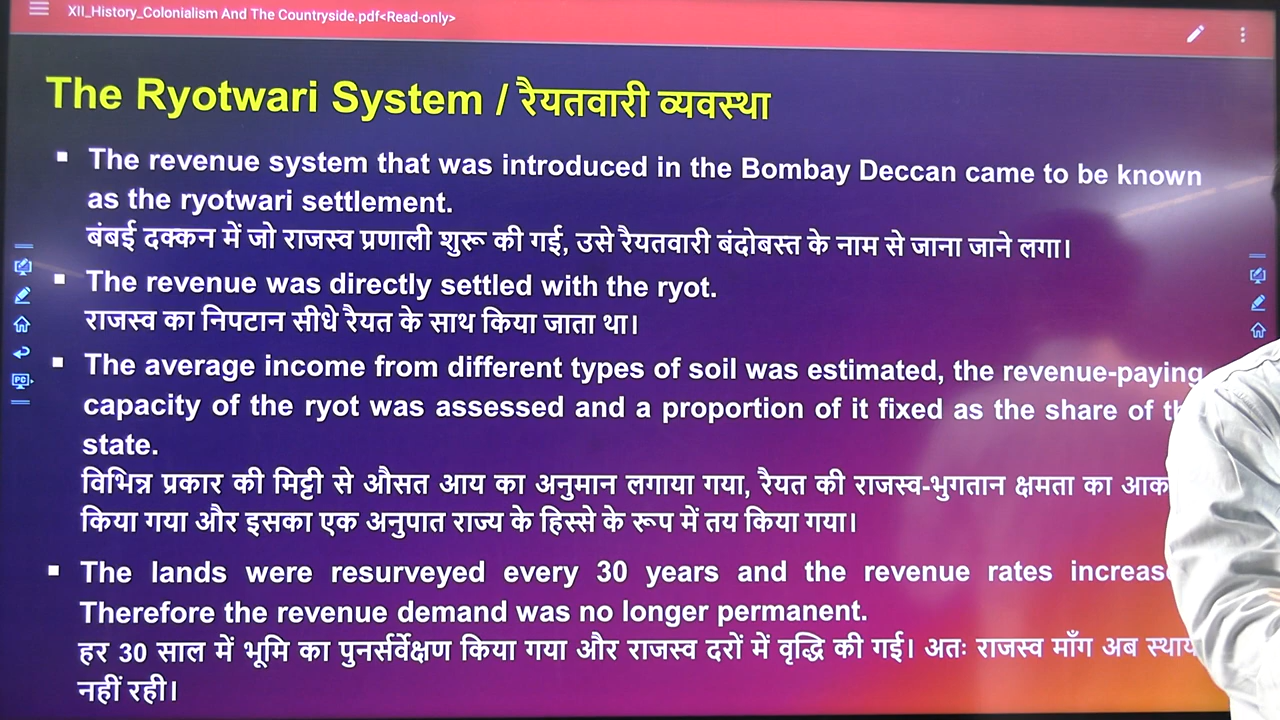 XII_History_Colonialism And The Countryside.pdf<Read-only>
The Ryotwari System / रैयतवारी व्यवस्था
▪ The revenue system that was introduced in the Bombay Deccan came to be known
as the ryotwari settlement.
बंबई दक्कन में जो राजस्व प्रणाली शुरू की गई, उसे रैयतवारी बंदोबस्त के नाम से जाना जाने लगा।
▪ The revenue was directly settled with the ryot.
राजस्व का निपटान सीधे रैयत के साथ किया जाता था।
▪ The average income from different types of soil was estimated, the revenue-paying
capacity of the ryot was assessed and a proportion of it fixed as the share of
state.
विभिन्न प्रकार की मिट्टी से औसत आय का अनुमान लगाया गया, रैयत की राजस्व-भुगतान क्षमता का
किया गया और इसका एक अनुपात राज्य के हिस्से के रूप में तय किया गया।
▪ The lands were resurveyed every 30 years and the revenue rates
Therefore the revenue demand was no longer permanent.
हर 30 साल में भूमि का पुनर्सर्वेक्षण किया गया और राजस्व दरों में वृद्धि की गई। अतः राजस्व माँग अब
नहीं रही।
PC